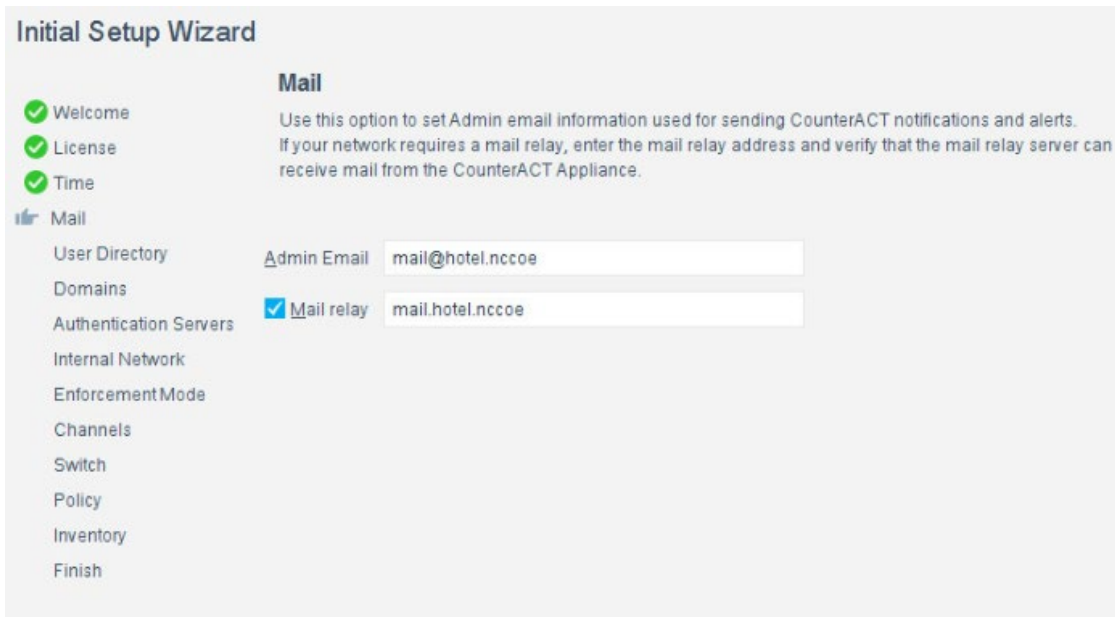 Initial Setup Wizard
Welcome
License
Time
Mail
User Directory
Domains
Authentication Servers
Internal Network
Enforcement Mode
Channels
Switch
Policy
Inventory
Finish
Mail
Use this option to set Admin email information used for sending CounterACT notifications and alerts.
If your network requires a mail relay, enter the mail relay address and verify that the mail relay server can
receive mail from the CounterACT Appliance.
Admin Email mail@hotel.nccoe
Mail relay mail.hotel.nccoe